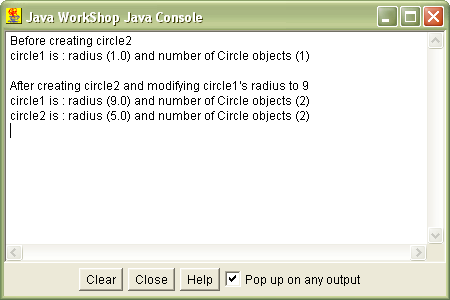 Java WorkShop Java Console
Before creating circle2
circle1 is : radius (1.0) and number of Circle objects (1)
After creating circle2 and modifying circle1's radius to 9
circle1 is : radius (9.0) and number of Circle objects (2)
circle2 is : radius (5.0) and number of Circle objects (2)
Clear Close Help Pop up on any output